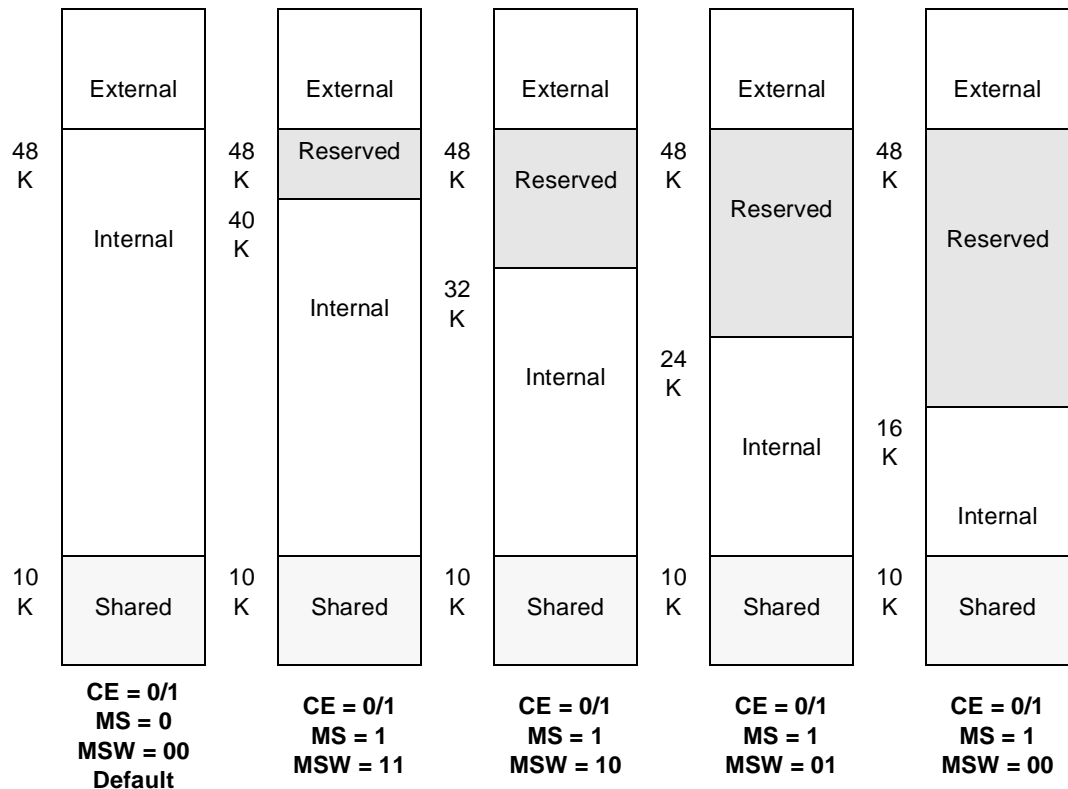 External
External
External
External
External
48
K
48
K
Reserved
48
K
Reserved
48
K
Reserved
48
K
Reserved
Internal
40
K
Internal
32
K
Internal
24
K
Internal
16
K
Internal
10
K
Shared
10
K
Shared
10
K
Shared
10
K
Shared
10
K
Shared
CE = 0/1
MS = 0
MSW = 00
Default
CE = 0/1
MS = 1
MSW = 11
CE = 0/1
MS = 1
MSW = 10
CE = 0/1
MS = 1
MSW = 01
CE = 0/1
MS = 1
MSW = 00